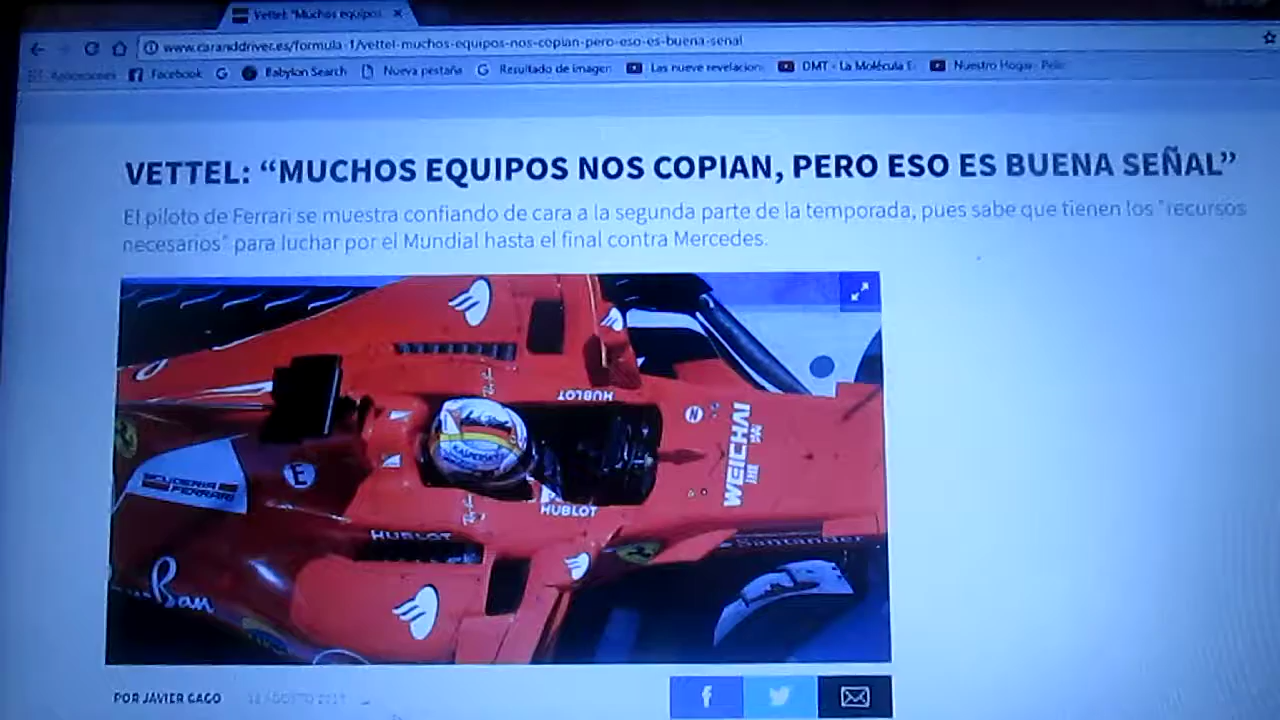 Vettel: "Muchos equipos
www.caranddriver.es/formula-1/vettel-muchos-equipos-nos-copian-pero-eso-es-buena-senal
Aplicaciones Facebook Babylon Search Nueva pestaña Resultado de imagen Las nueve revelacion DMT - La Molécula E Nuestro Hogar - Pelic
VETTEL: “MUCHOS EQUIPOS NOS COPIAN, PERO ESO ES BUENA SEÑAL”
El piloto de Ferrari se muestra confiando de cara a la segunda parte de la temporada, pues sabe que tienen los "recursos
necesarios" para luchar por el Mundial hasta el final contra Mercedes.
HUBLOT
WEICHAI
KASPERSKY
SCUDERIA
FERRARI
E
N
HUBLOT
HUBLOT
Santander
Ban
POR JAVIER GAGO